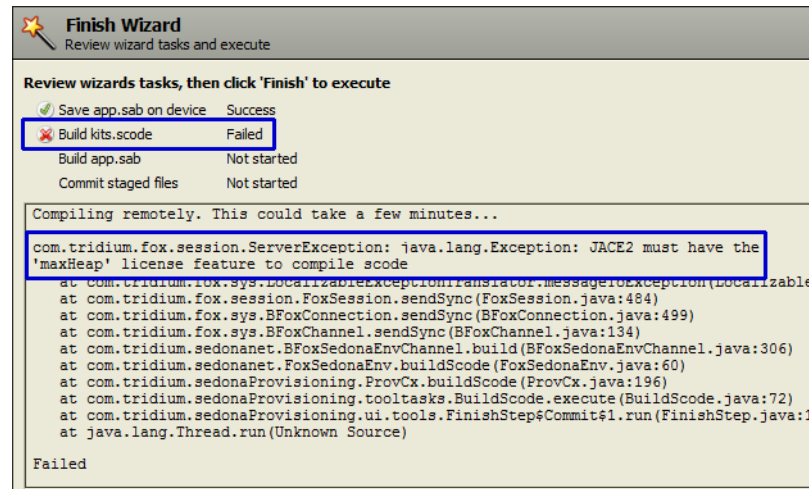 Finish Wizard
Review wizard tasks and execute
Review wizards tasks, then click 'Finish' to execute
Save app.sab on device Success
Build kits.scode Failed
Build app.sab Not started
Commit staged files Not started
Compiling remotely. This could take a few minutes...
com.tridium.fox.session.ServerException: java.lang.Exception: JACE2 must have the
'maxHeap' license feature to compile scode
at com.tridium.fox.sys.LocalizableExceptionTranslator.messageToException(Localizable
at com.tridium.fox.session.FoxSession.sendSync(FoxSession.java:484)
at com.tridium.fox.sys.BFoxConnection.sendSync(BFoxConnection.java:499)
at com.tridium.fox.sys.BFoxChannel.sendSync(BFoxChannel.java:134)
at com.tridium.sedonanet.BFoxSedonaEnvChannel.build(BFoxSedonaEnvChannel.java:306)
at com.tridium.sedonanet.FoxSedonaEnv.buildScode(FoxSedonaEnv.java:60)
at com.tridium.sedonaProvisioning.ProvCx.buildScode(ProvCx.java:196)
at com.tridium.sedonaProvisioning.tooltasks.BuildScode.execute(BuildScode.java:72)
at com.tridium.sedonaProvisioning.ui.tools.FinishStep$Commit$1.run(FinishStep.java:1
at java.lang.Thread.run(Unknown Source)
Failed